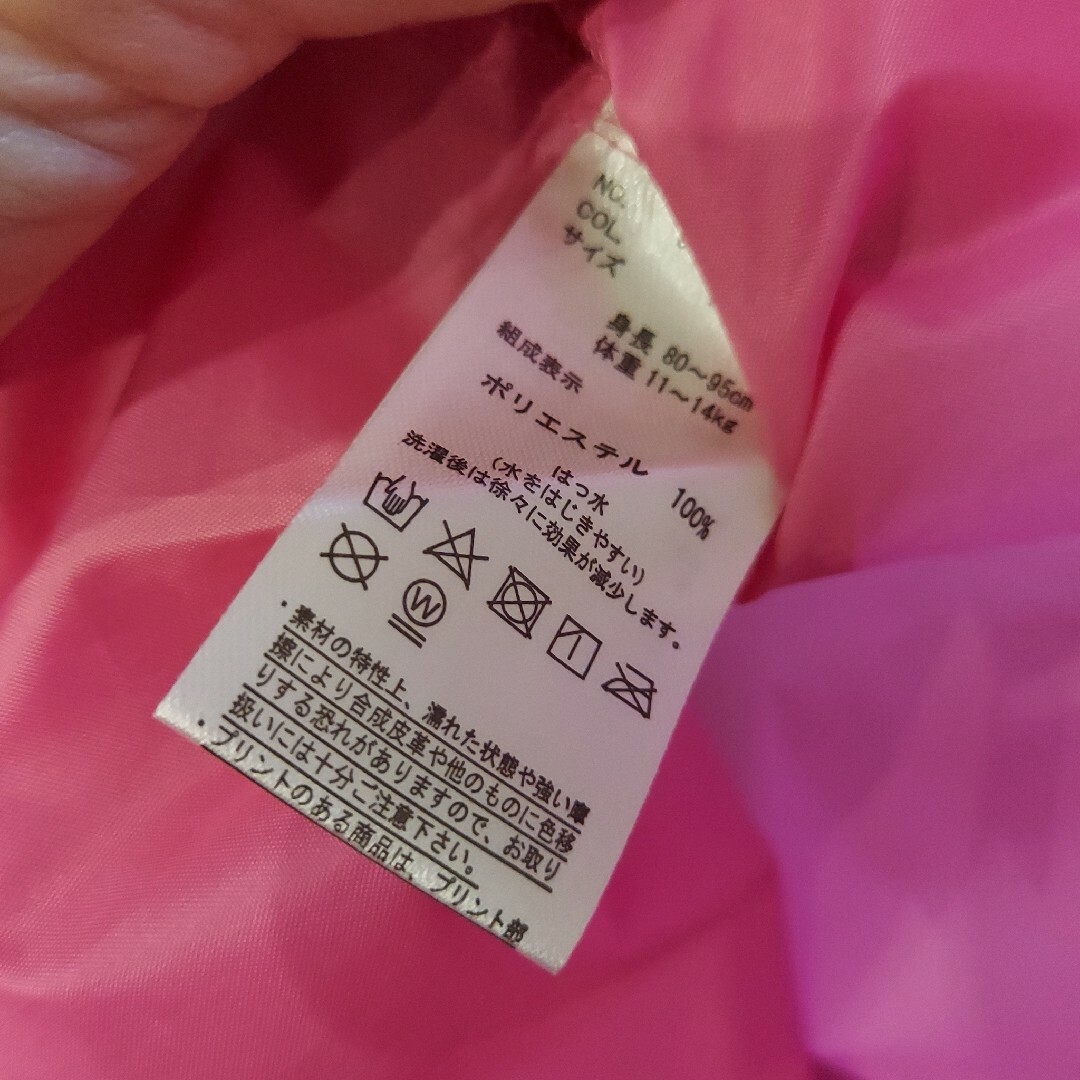 NO.
COL.
サイズ
身長 80～95cm
体重 11～14kg
組成表示
ポリエステル 100%
はっ水
(水をはじきやすい)
洗濯後は徐々に効果が減少します。
W
・素材の特性上、濡れた状態や強い摩
擦により合成皮革や他のものに色移
りする恐れがありますので、お取り
扱いには十分ご注意下さい。
・プリントのある商品は、プリント部